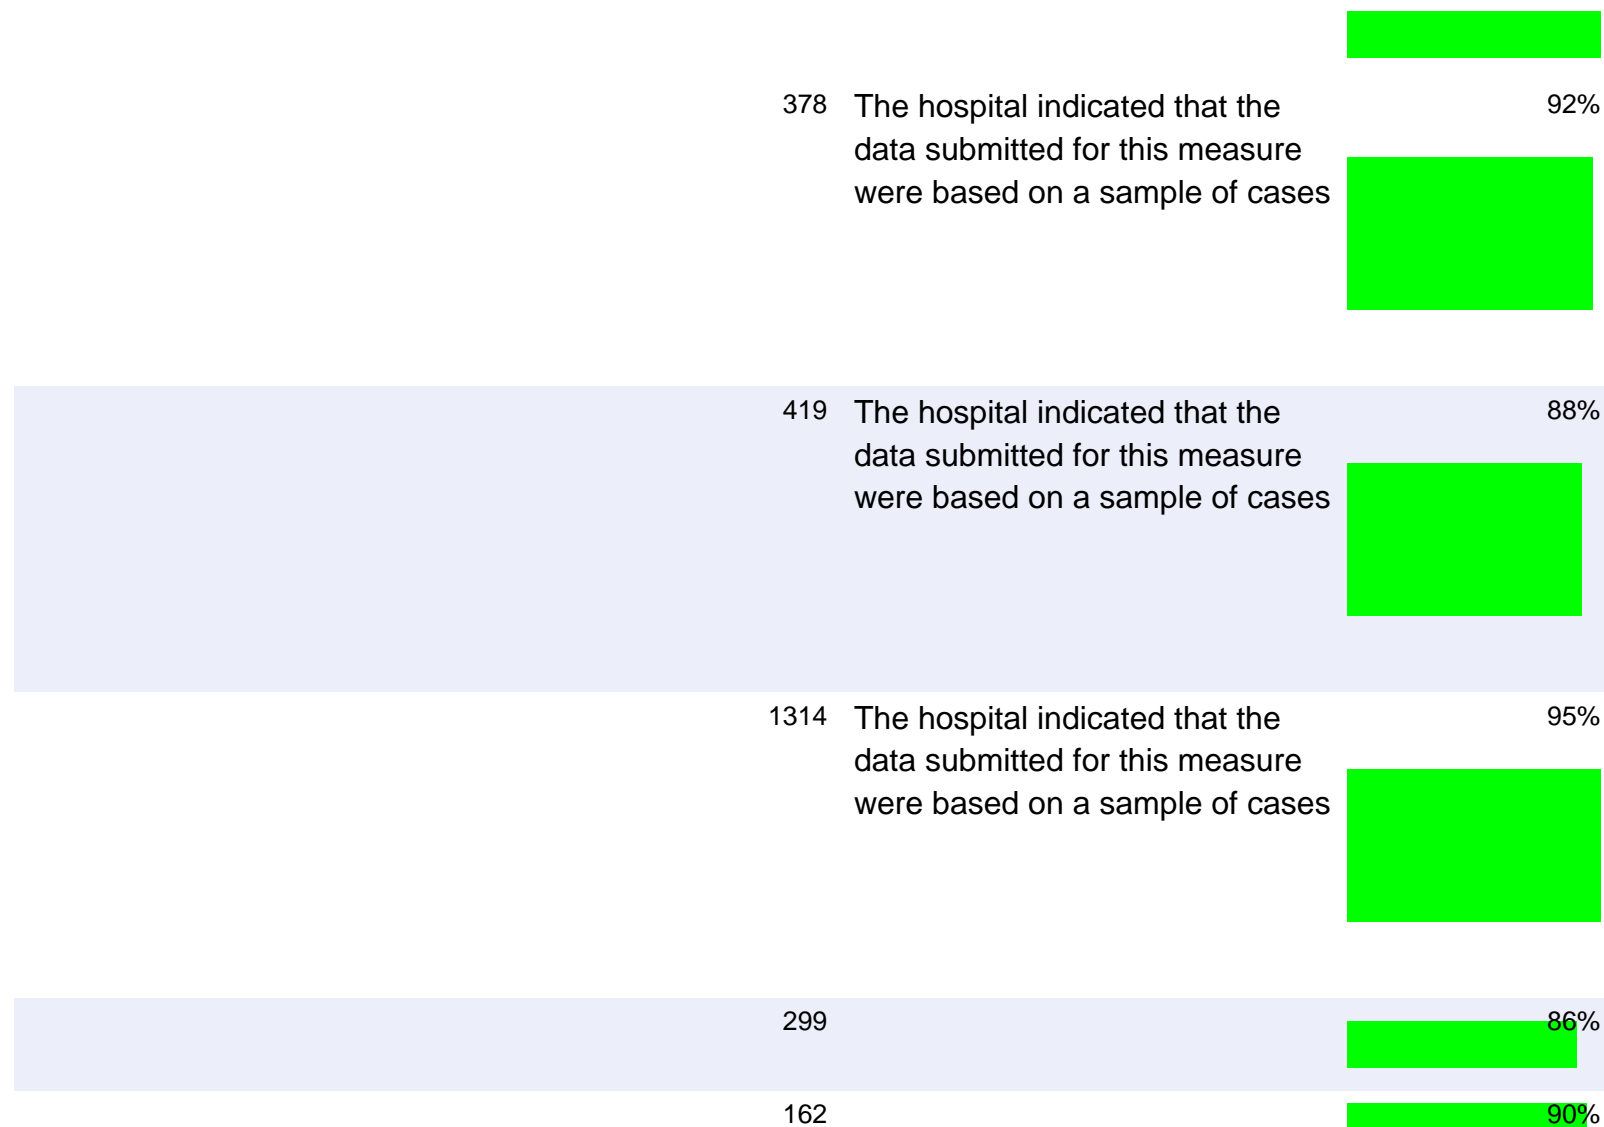 378 The hospital indicated that the 92%
data submitted for this measure
were based on a sample of cases
419 The hospital indicated that the 88%
data submitted for this measure
were based on a sample of cases
1314 The hospital indicated that the 95%
data submitted for this measure
were based on a sample of cases
299 86%
162 90%